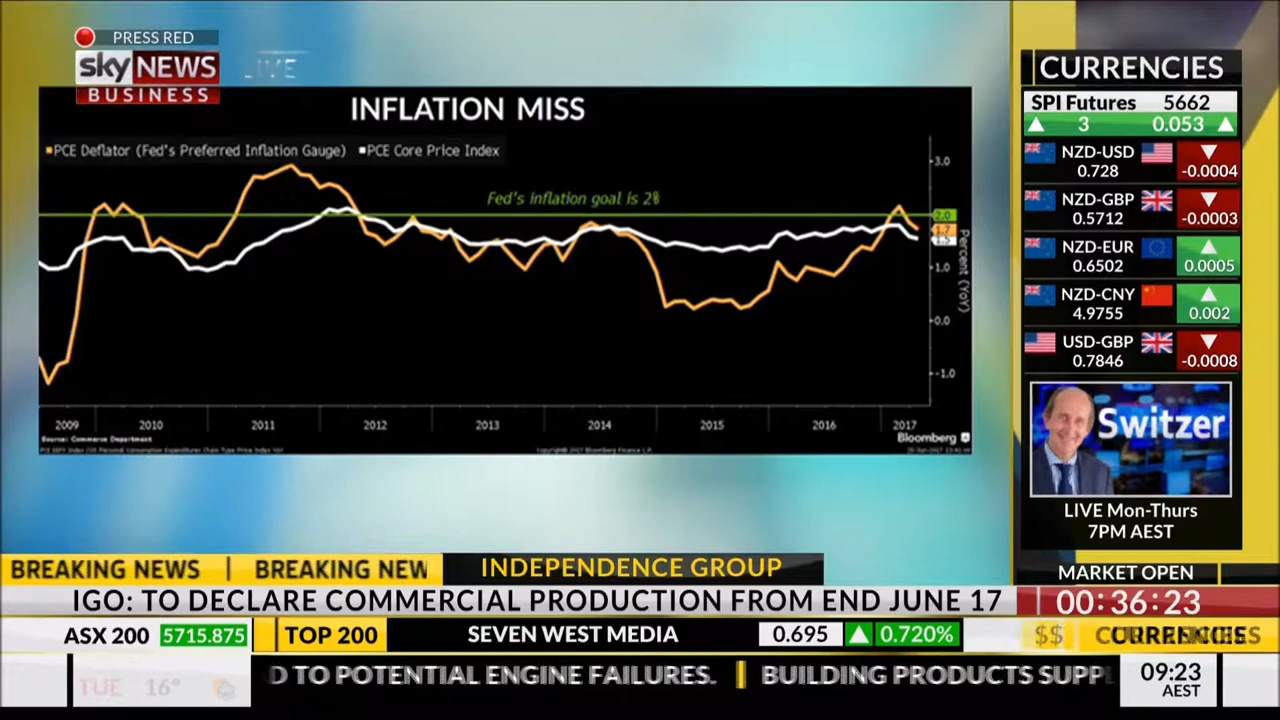 PRESS RED
sky NEWS
LIVE
BUSINESS
INFLATION MISS
PCE Deflator (Fed's Preferred Inflation Gauge) PCE Core Price Index
Fed's inflation goal is 2%
3.0
2.0
1.7
1.5
1.0
0.0
-1.0
Percent (YoY)
2009 2010 2011 2012 2013 2014 2015 2016 2017
Source: Commerce Department
Bloomberg
CURRENCIES
SPI Futures 5662
3 0.053
NZD-USD
0.728 -0.0004
NZD-GBP
0.5712 -0.0003
NZD-EUR
0.6502 0.0005
NZD-CNY
4.9755 0.002
USD-GBP
0.7846 -0.0008
Switzer
LIVE Mon-Thurs
7PM AEST
BREAKING NEWS | BREAKING NEW
INDEPENDENCE GROUP
MARKET OPEN
IGO: TO DECLARE COMMERCIAL PRODUCTION FROM END JUNE 17
00:36:23
ASX 200 5715.875 TOP 200 SEVEN WEST MEDIA 0.695 0.720% $$ CURRENCIES
TUE 16° D TO POTENTIAL ENGINE FAILURES. | BUILDING PRODUCTS SUPP
09:23
AEST